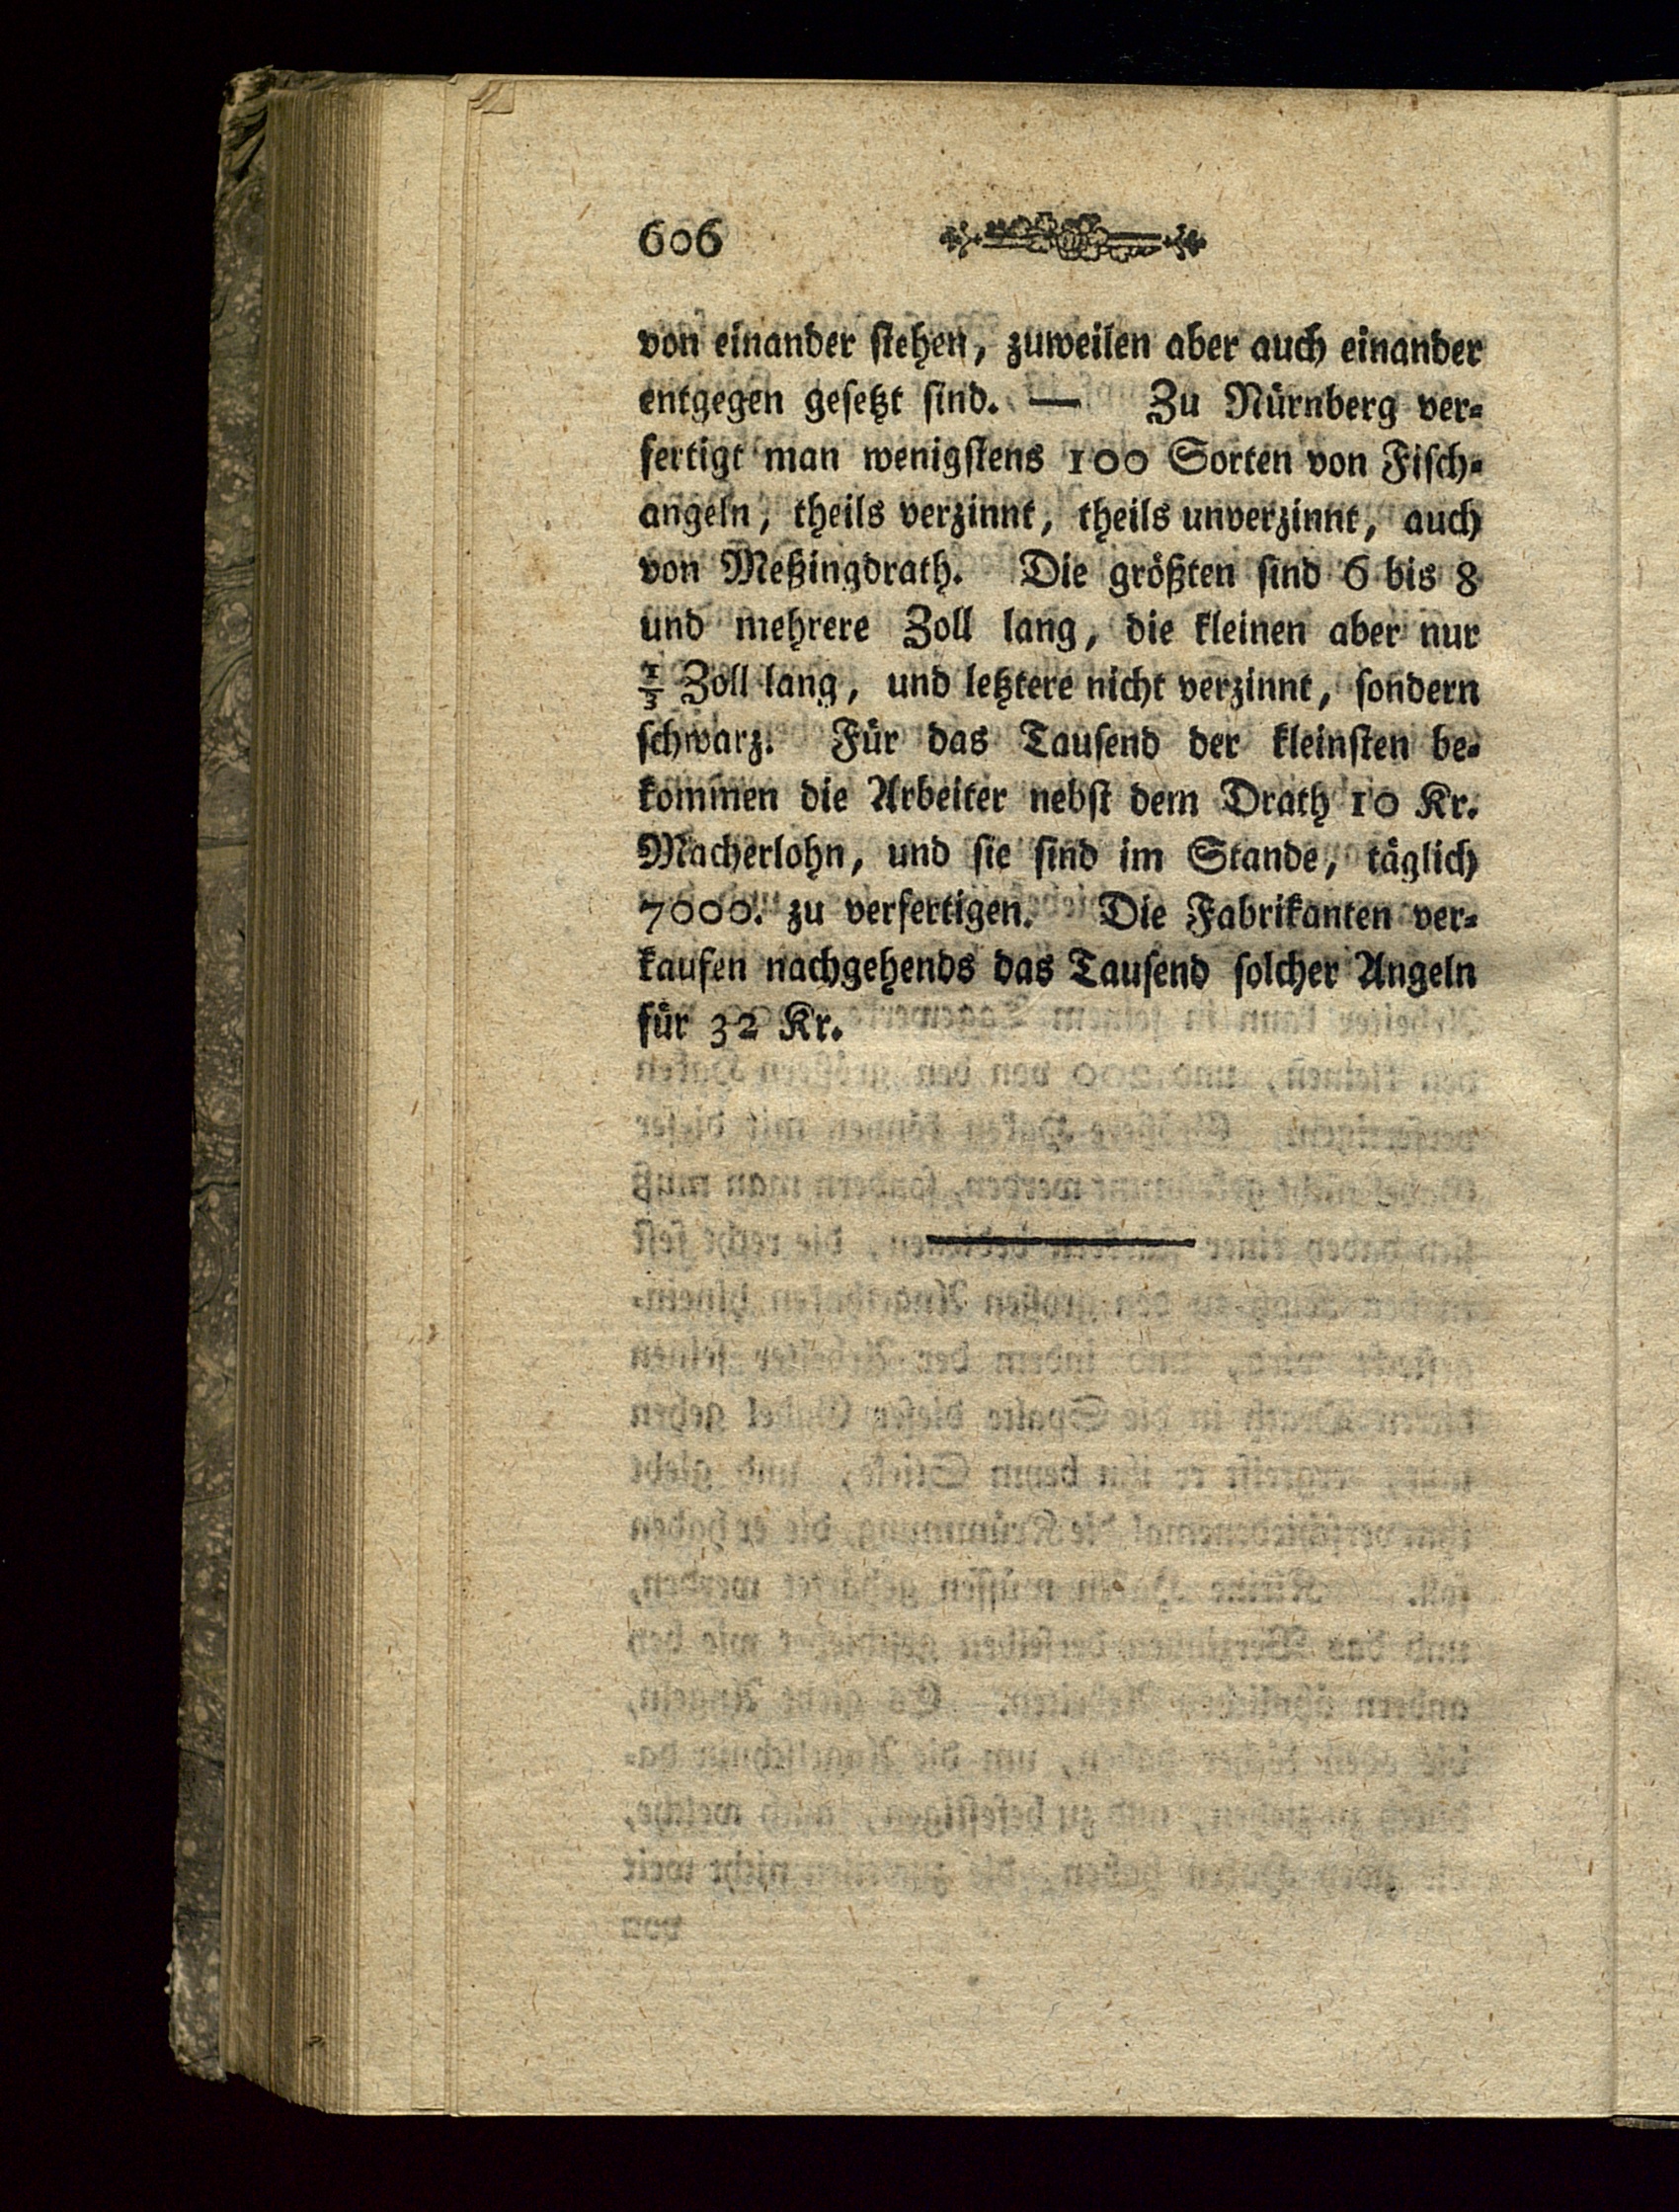 606
von einander stehen, zuweilen aber auch einander
entgegen gesetzt sind. — Zu Nürnberg ver-
fertigt man wenigstens 100 Sorten von Fisch-
angeln, theils verzinnt, theils unverzinnt, auch
von Meßingdrath. Die größten sind 6 bis 8
und mehrere Zoll lang, die kleinen aber nur
⅓ Zoll lang, und letztere nicht verzinnt, sondern
schwarz. Für das Tausend der kleinsten be-
kommen die Arbeiter nebst dem Drath 10 Kr.
Macherlohn, und sie sind im Stande, täglich
7000. zu verfertigen. Die Fabrikanten ver-
kaufen nachgehends das Tausend solcher Angeln
für 32 Kr.